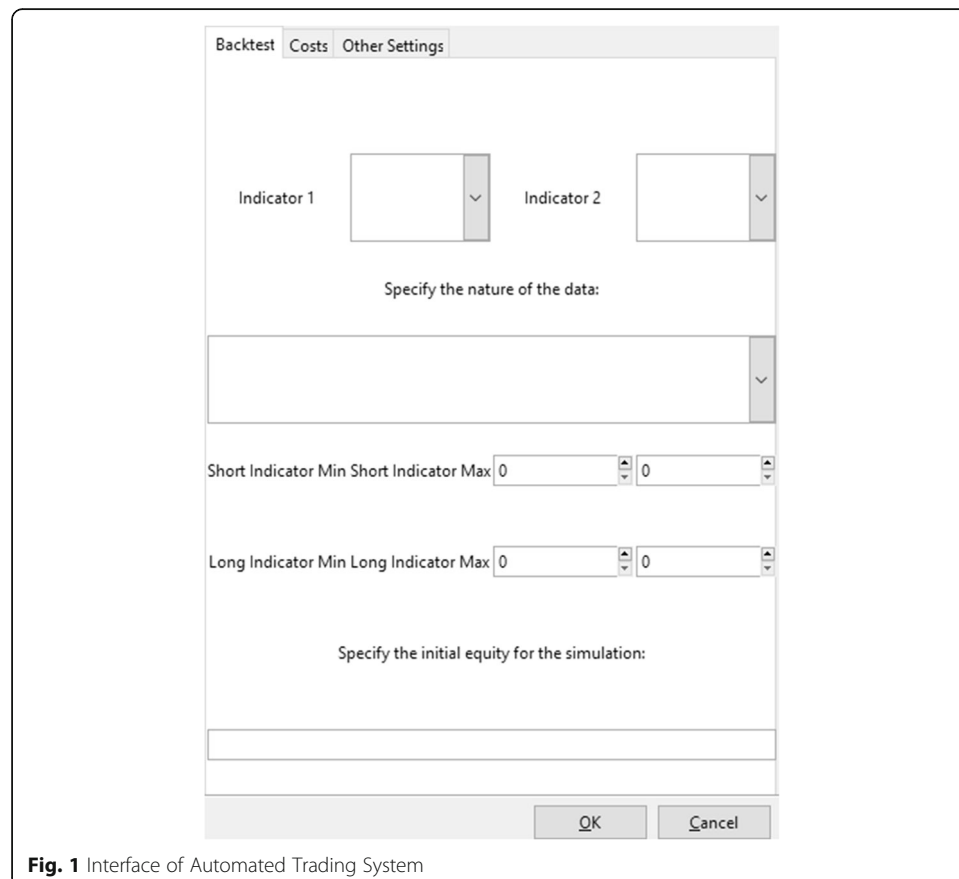 Backtest Costs Other Settings
Indicator 1 Indicator 2
Specify the nature of the data:
Short Indicator Min Short Indicator Max 0 0
Long Indicator Min Long Indicator Max 0 0
Specify the initial equity for the simulation:
OK Cancel
Fig. 1 Interface of Automated Trading System